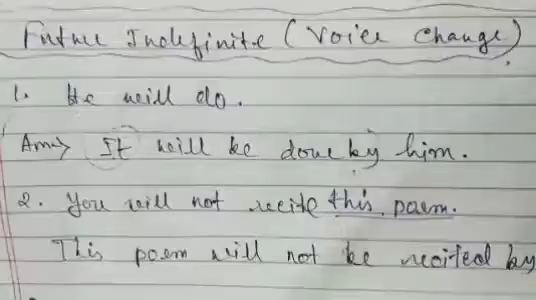 Future Indefinite (Voice Change)
1. He will do.
Ans→ It will be done by him.
2. You will not recite this poem.
This poem will not be recited by